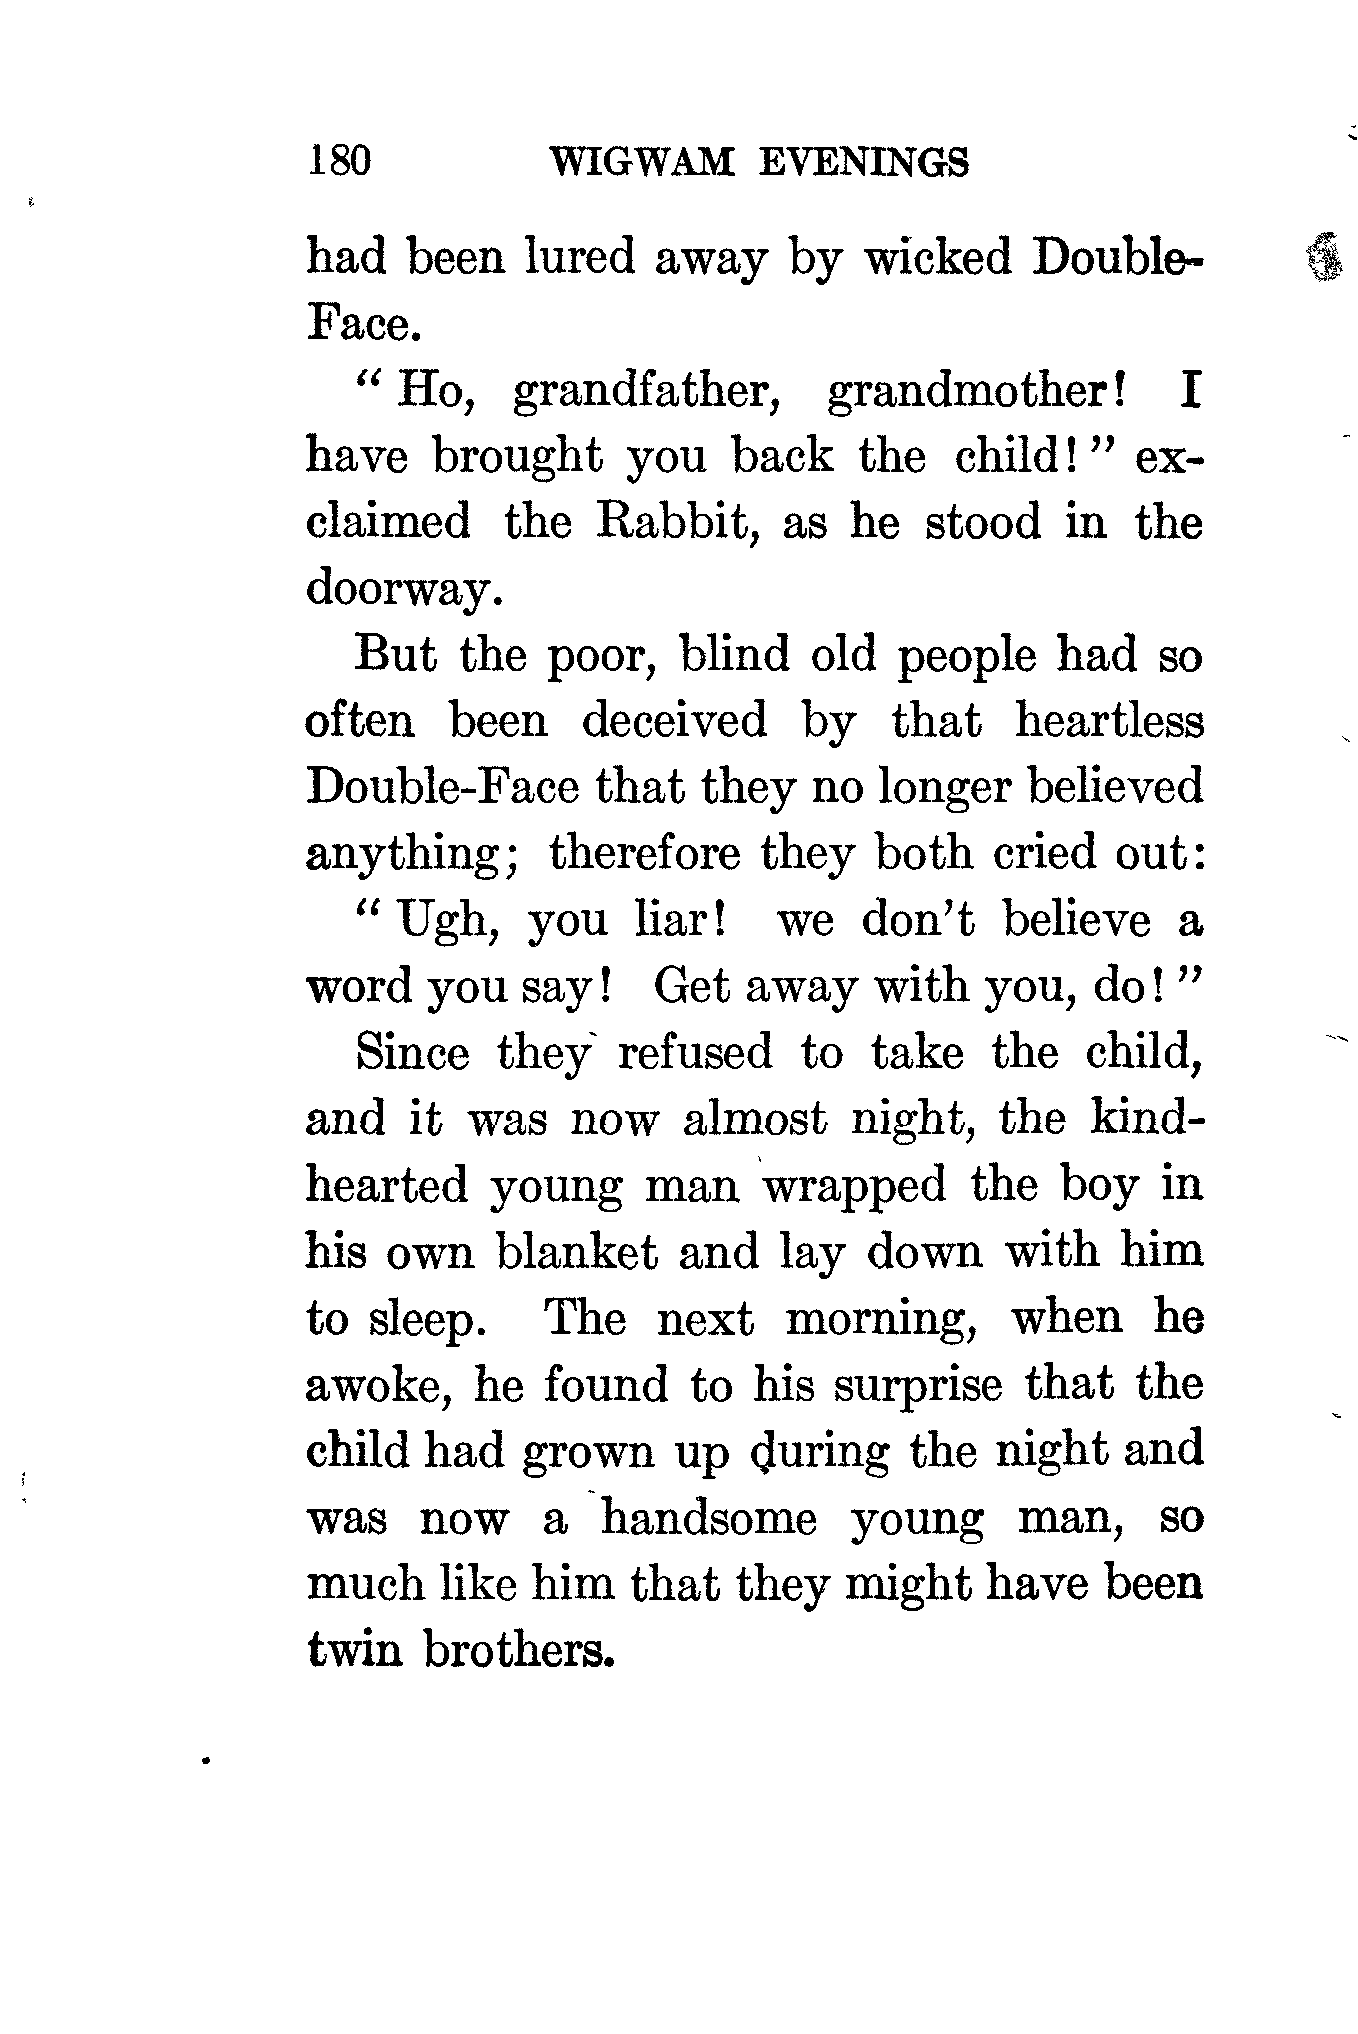 180 WIGWAM EVENINGS
had been lured away by wicked Double-
Face.
" Ho, grandfather, grandmother! I
have brought you back the child! " ex-
claimed the Rabbit, as he stood in the
doorway.
But the poor, blind old people had so
often been deceived by that heartless
Double-Face that they no longer believed
anything; therefore they both cried out:
" Ugh, you liar! we don't believe a
word you say! Get away with you, do! "
Since they refused to take the child,
and it was now almost night, the kind-
hearted young man wrapped the boy in
his own blanket and lay down with him
to sleep. The next morning, when he
awoke, he found to his surprise that the
child had grown up during the night and
was now a handsome young man, so
much like him that they might have been
twin brothers.